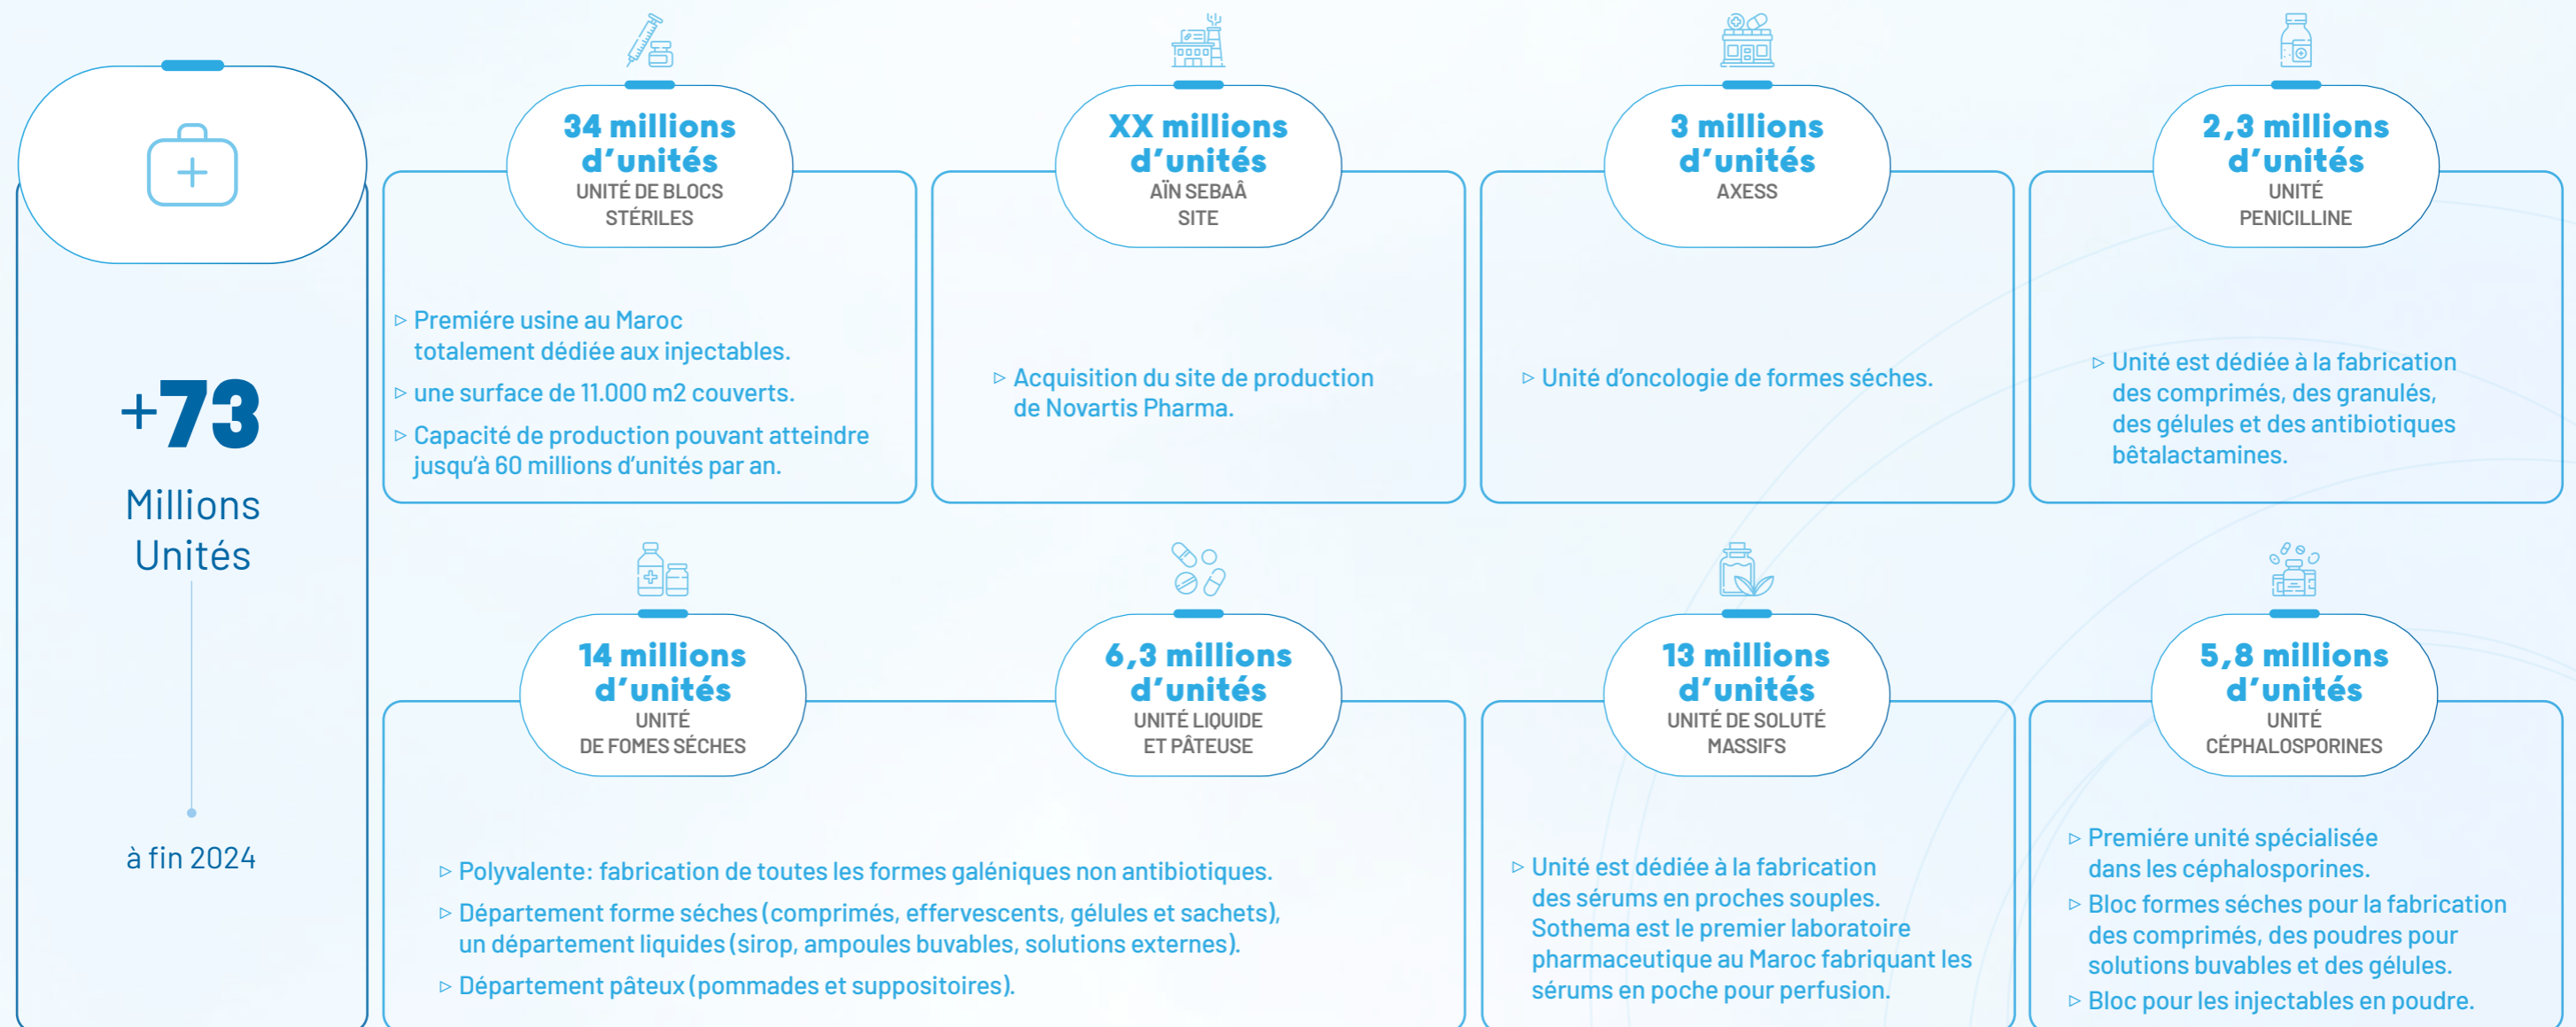 +73
Millions
Unités
à fin 2024
34 millions
d'unités
UNITÉ DE BLOCS
STÉRILES
▷ Premiére usine au Maroc
totalement dédiée aux injectables.
▷ une surface de 11.000 m2 couverts.
▷ Capacité de production pouvant atteindre
jusqu'à 60 millions d'unités par an.
XX millions
d'unités
AÏN SEBAÂ
SITE
▷ Acquisition du site de production
de Novartis Pharma.
3 millions
d'unités
AXESS
▷ Unité d'oncologie de formes séches.
2,3 millions
d'unités
UNITÉ
PENICILLINE
▷ Unité est dédiée à la fabrication
des comprimés, des granulés,
des gélules et des antibiotiques
bêtalactamines.
14 millions
d'unités
UNITÉ
DE FOMES SÉCHES
6,3 millions
d'unités
UNITÉ LIQUIDE
ET PÂTEUSE
▷ Polyvalente: fabrication de toutes les formes galéniques non antibiotiques.
▷ Département forme séches (comprimés, effervescents, gélules et sachets),
un département liquides (sirop, ampoules buvables, solutions externes).
▷ Département pâteux (pommades et suppositoires).
13 millions
d'unités
UNITÉ DE SOLUTÉ
MASSIFS
▷ Unité est dédiée à la fabrication
des sérums en proches souples.
Sothema est le premier laboratoire
pharmaceutique au Maroc fabriquant les
sérums en poche pour perfusion.
5,8 millions
d'unités
UNITÉ
CÉPHALOSPORINES
▷ Premiére unité spécialisée
dans les céphalosporines.
▷ Bloc formes séches pour la fabrication
des comprimés, des poudres pour
solutions buvables et des gélules.
▷ Bloc pour les injectables en poudre.